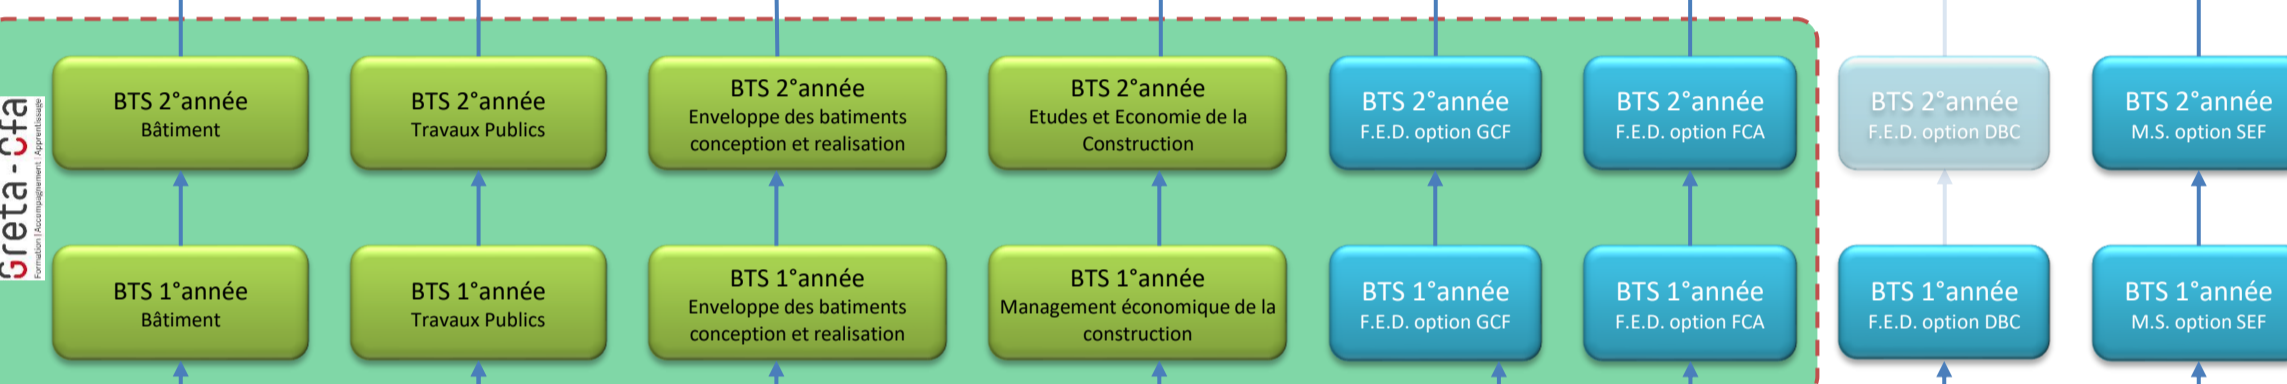 Greta-cfa
Formation | Accompagnement | Apprentissage
BTS 2°année
Bâtiment
BTS 2°année
Travaux Publics
BTS 2°année
Enveloppe des batiments
conception et realisation
BTS 2°année
Etudes et Economie de la
Construction
BTS 2°année
F.E.D. option GCF
BTS 2°année
F.E.D. option FCA
BTS 2°année
F.E.D. option DBC
BTS 2°année
M.S. option SEF
BTS 1°année
Bâtiment
BTS 1°année
Travaux Publics
BTS 1°année
Enveloppe des batiments
conception et realisation
BTS 1°année
Management économique de la
construction
BTS 1°année
F.E.D. option GCF
BTS 1°année
F.E.D. option FCA
BTS 1°année
F.E.D. option DBC
BTS 1°année
M.S. option SEF